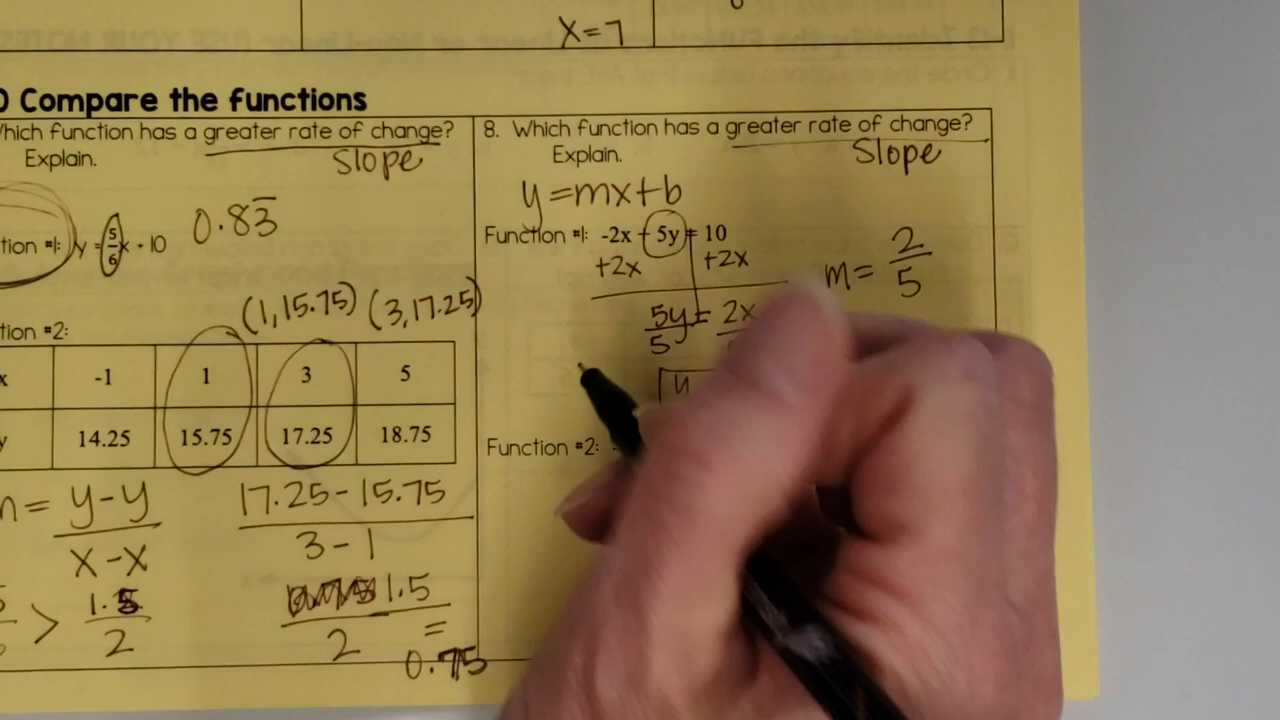 x=7
Compare the functions
hich function has a greater rate of change?
Explain.
Slope
tion #1: y = 5/6 x + 10
0.83̅
(1,15.75) (3,17.25)
tion #2:
x -1 1 3 5
y 14.25 15.75 17.25 18.75
m = y-y / x-x
17.25-15.75 / 3-1
> 1.5 / 2
1.5 / 2 = 0.75
8. Which function has a greater rate of change?
Explain.
Slope
y=mx+b
Function #1: -2x + 5y = 10
+2x +2x
m= 2/5
5y = 2x
5
y
Function #2: